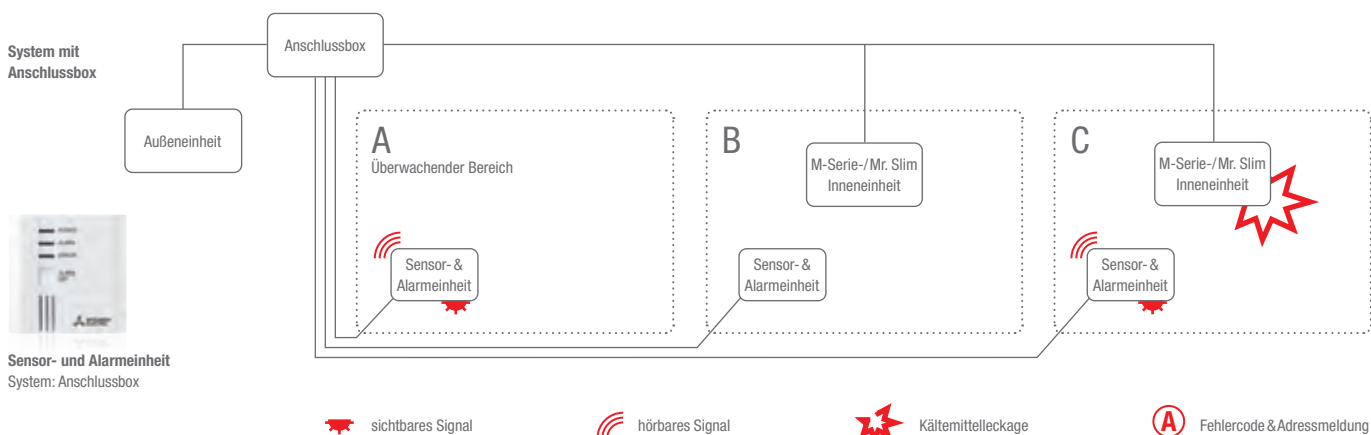 System mit
Anschlussbox
Anschlussbox
Außeneinheit
A
Überwachender Bereich
B
C
M-Serie-/Mr. Slim
Inneneinheit
M-Serie-/Mr. Slim
Inneneinheit
Sensor- &
Alarmeinheit
Sensor- &
Alarmeinheit
Sensor- &
Alarmeinheit
Sensor- und Alarmeinheit
System: Anschlussbox
sichtbares Signal
hörbares Signal
Kältemittelleckage
A
Fehlercode & Adressmeldung